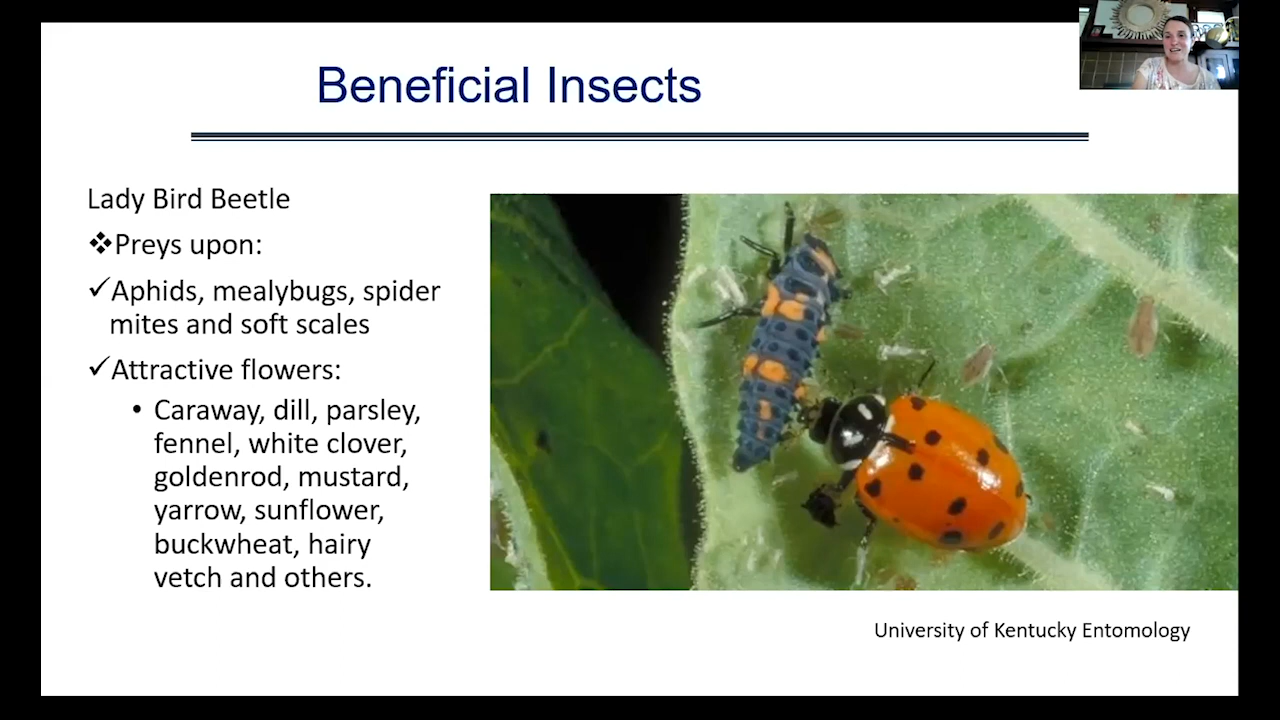 Beneficial Insects
Lady Bird Beetle
❖Preys upon:
✓Aphids, mealybugs, spider
mites and soft scales
✓Attractive flowers:
• Caraway, dill, parsley,
fennel, white clover,
goldenrod, mustard,
yarrow, sunflower,
buckwheat, hairy
vetch and others.
University of Kentucky Entomology